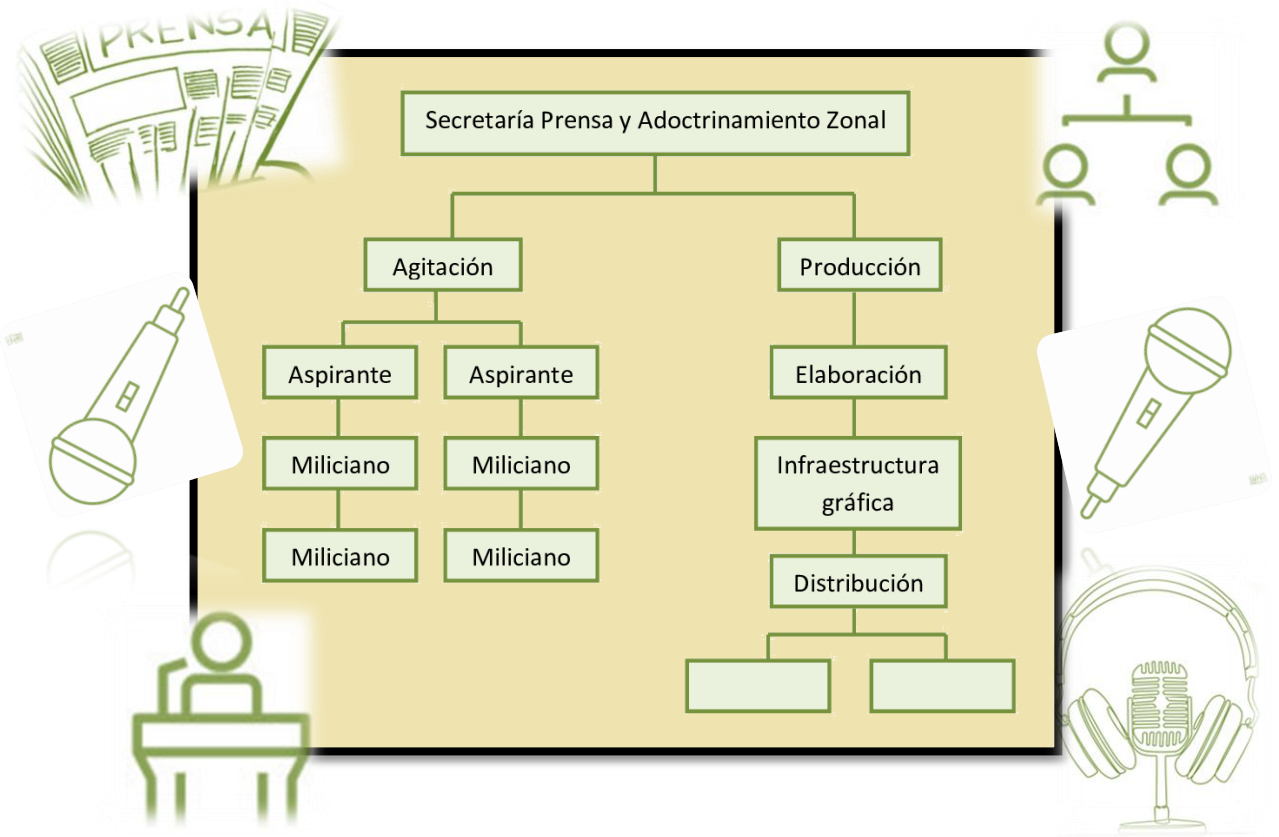 PRENSA
Secretaría Prensa y Adoctrinamiento Zonal
Agitación
Producción
Aspirante
Aspirante
Elaboración
Miliciano
Miliciano
Infraestructura
gráfica
Miliciano
Miliciano
Distribución